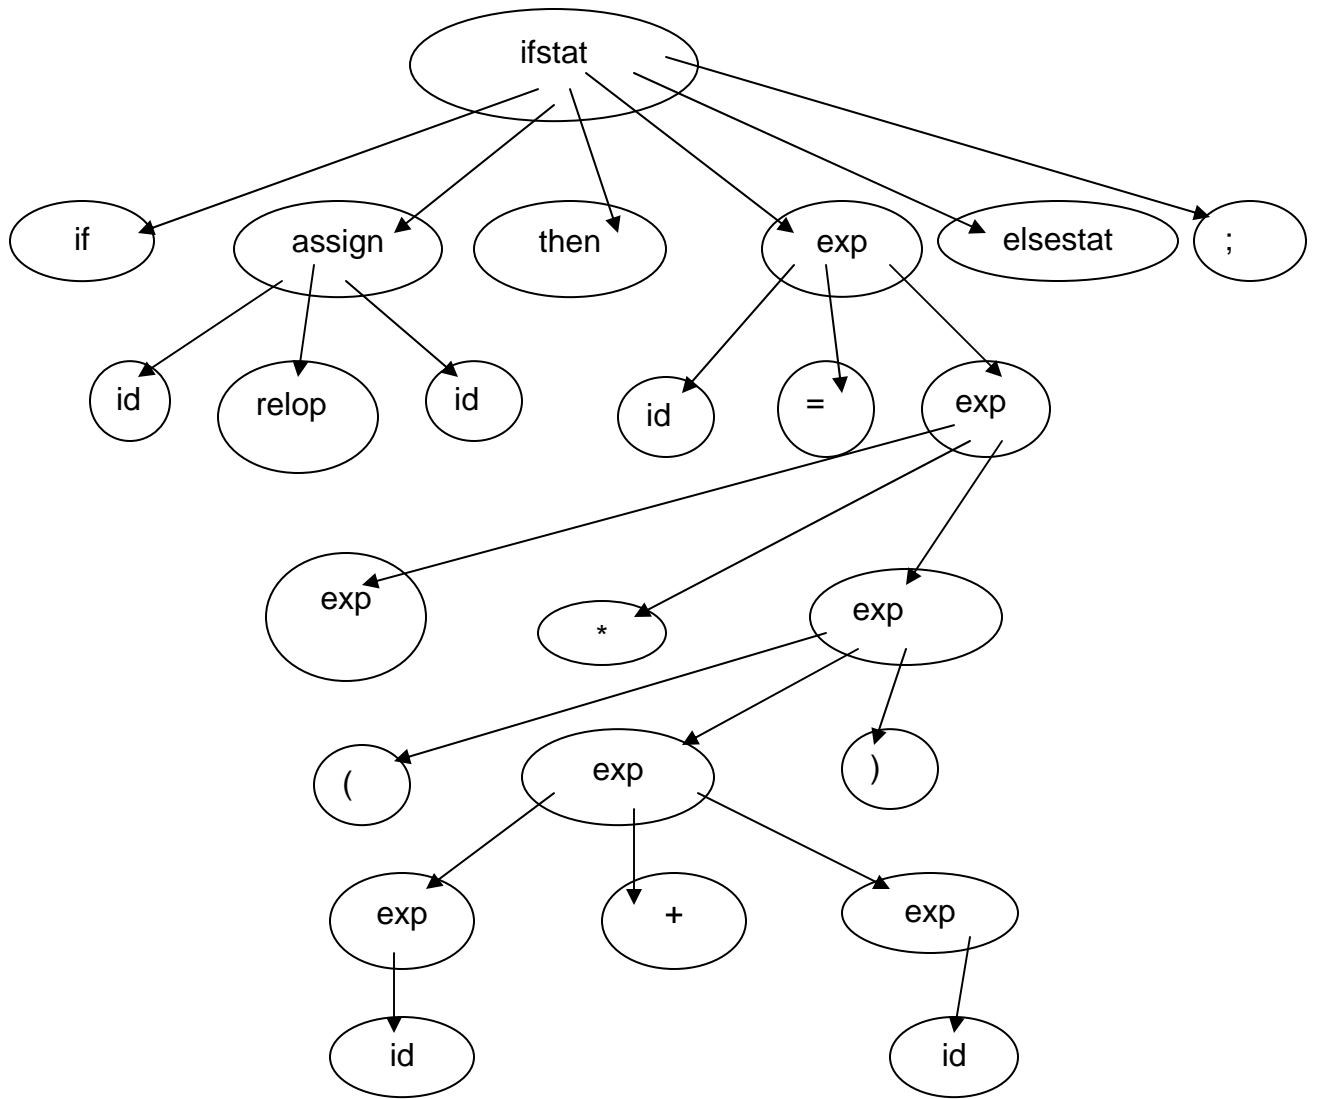 ifstat
if
assign
then
exp
elsestat
;
id
relop
id
id
=
exp
exp
*
exp
(
exp
)
exp
+
exp
id
id